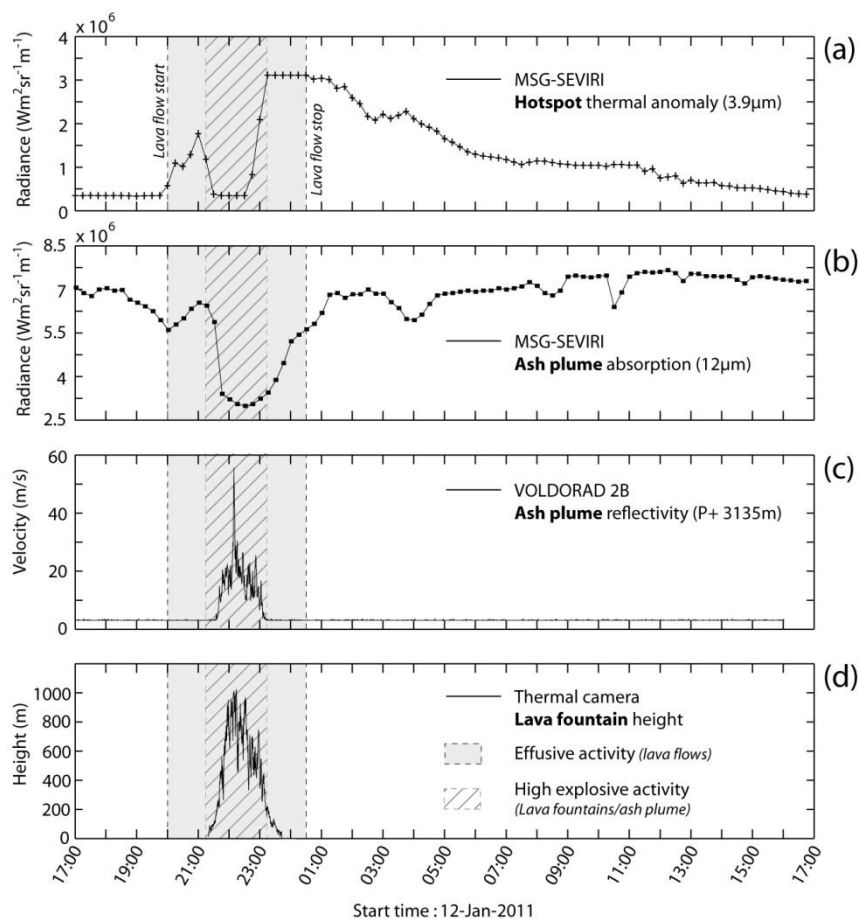 x 10^6
(a)
4
3
2
1
0
Radiance (Wm²sr⁻¹m⁻¹)
Lava flow start
Lava flow stop
MSG-SEVIRI
Hotspot thermal anomaly (3.9µm)
x 10^6
(b)
8.5
7
5.5
4
2.5
Radiance (Wm²sr⁻¹m⁻¹)
MSG-SEVIRI
Ash plume absorption (12µm)
(c)
60
40
20
0
Velocity (m/s)
VOLDORAD 2B
Ash plume reflectivity (P+ 3135m)
(d)
1000
800
600
400
200
0
Height (m)
Thermal camera
Lava fountain height
Effusive activity (lava flows)
High explosive activity
(Lava fountains/ash plume)
17:00
19:00
21:00
23:00
01:00
03:00
05:00
07:00
09:00
11:00
13:00
15:00
17:00
Start time : 12-Jan-2011